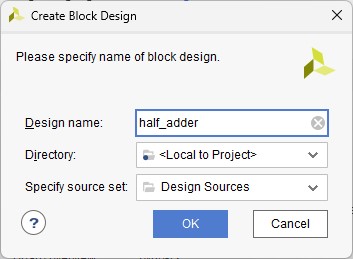 Create Block Design
Please specify name of block design.
Design name: half_adder
Directory: <Local to Project>
Specify source set: Design Sources
? OK Cancel